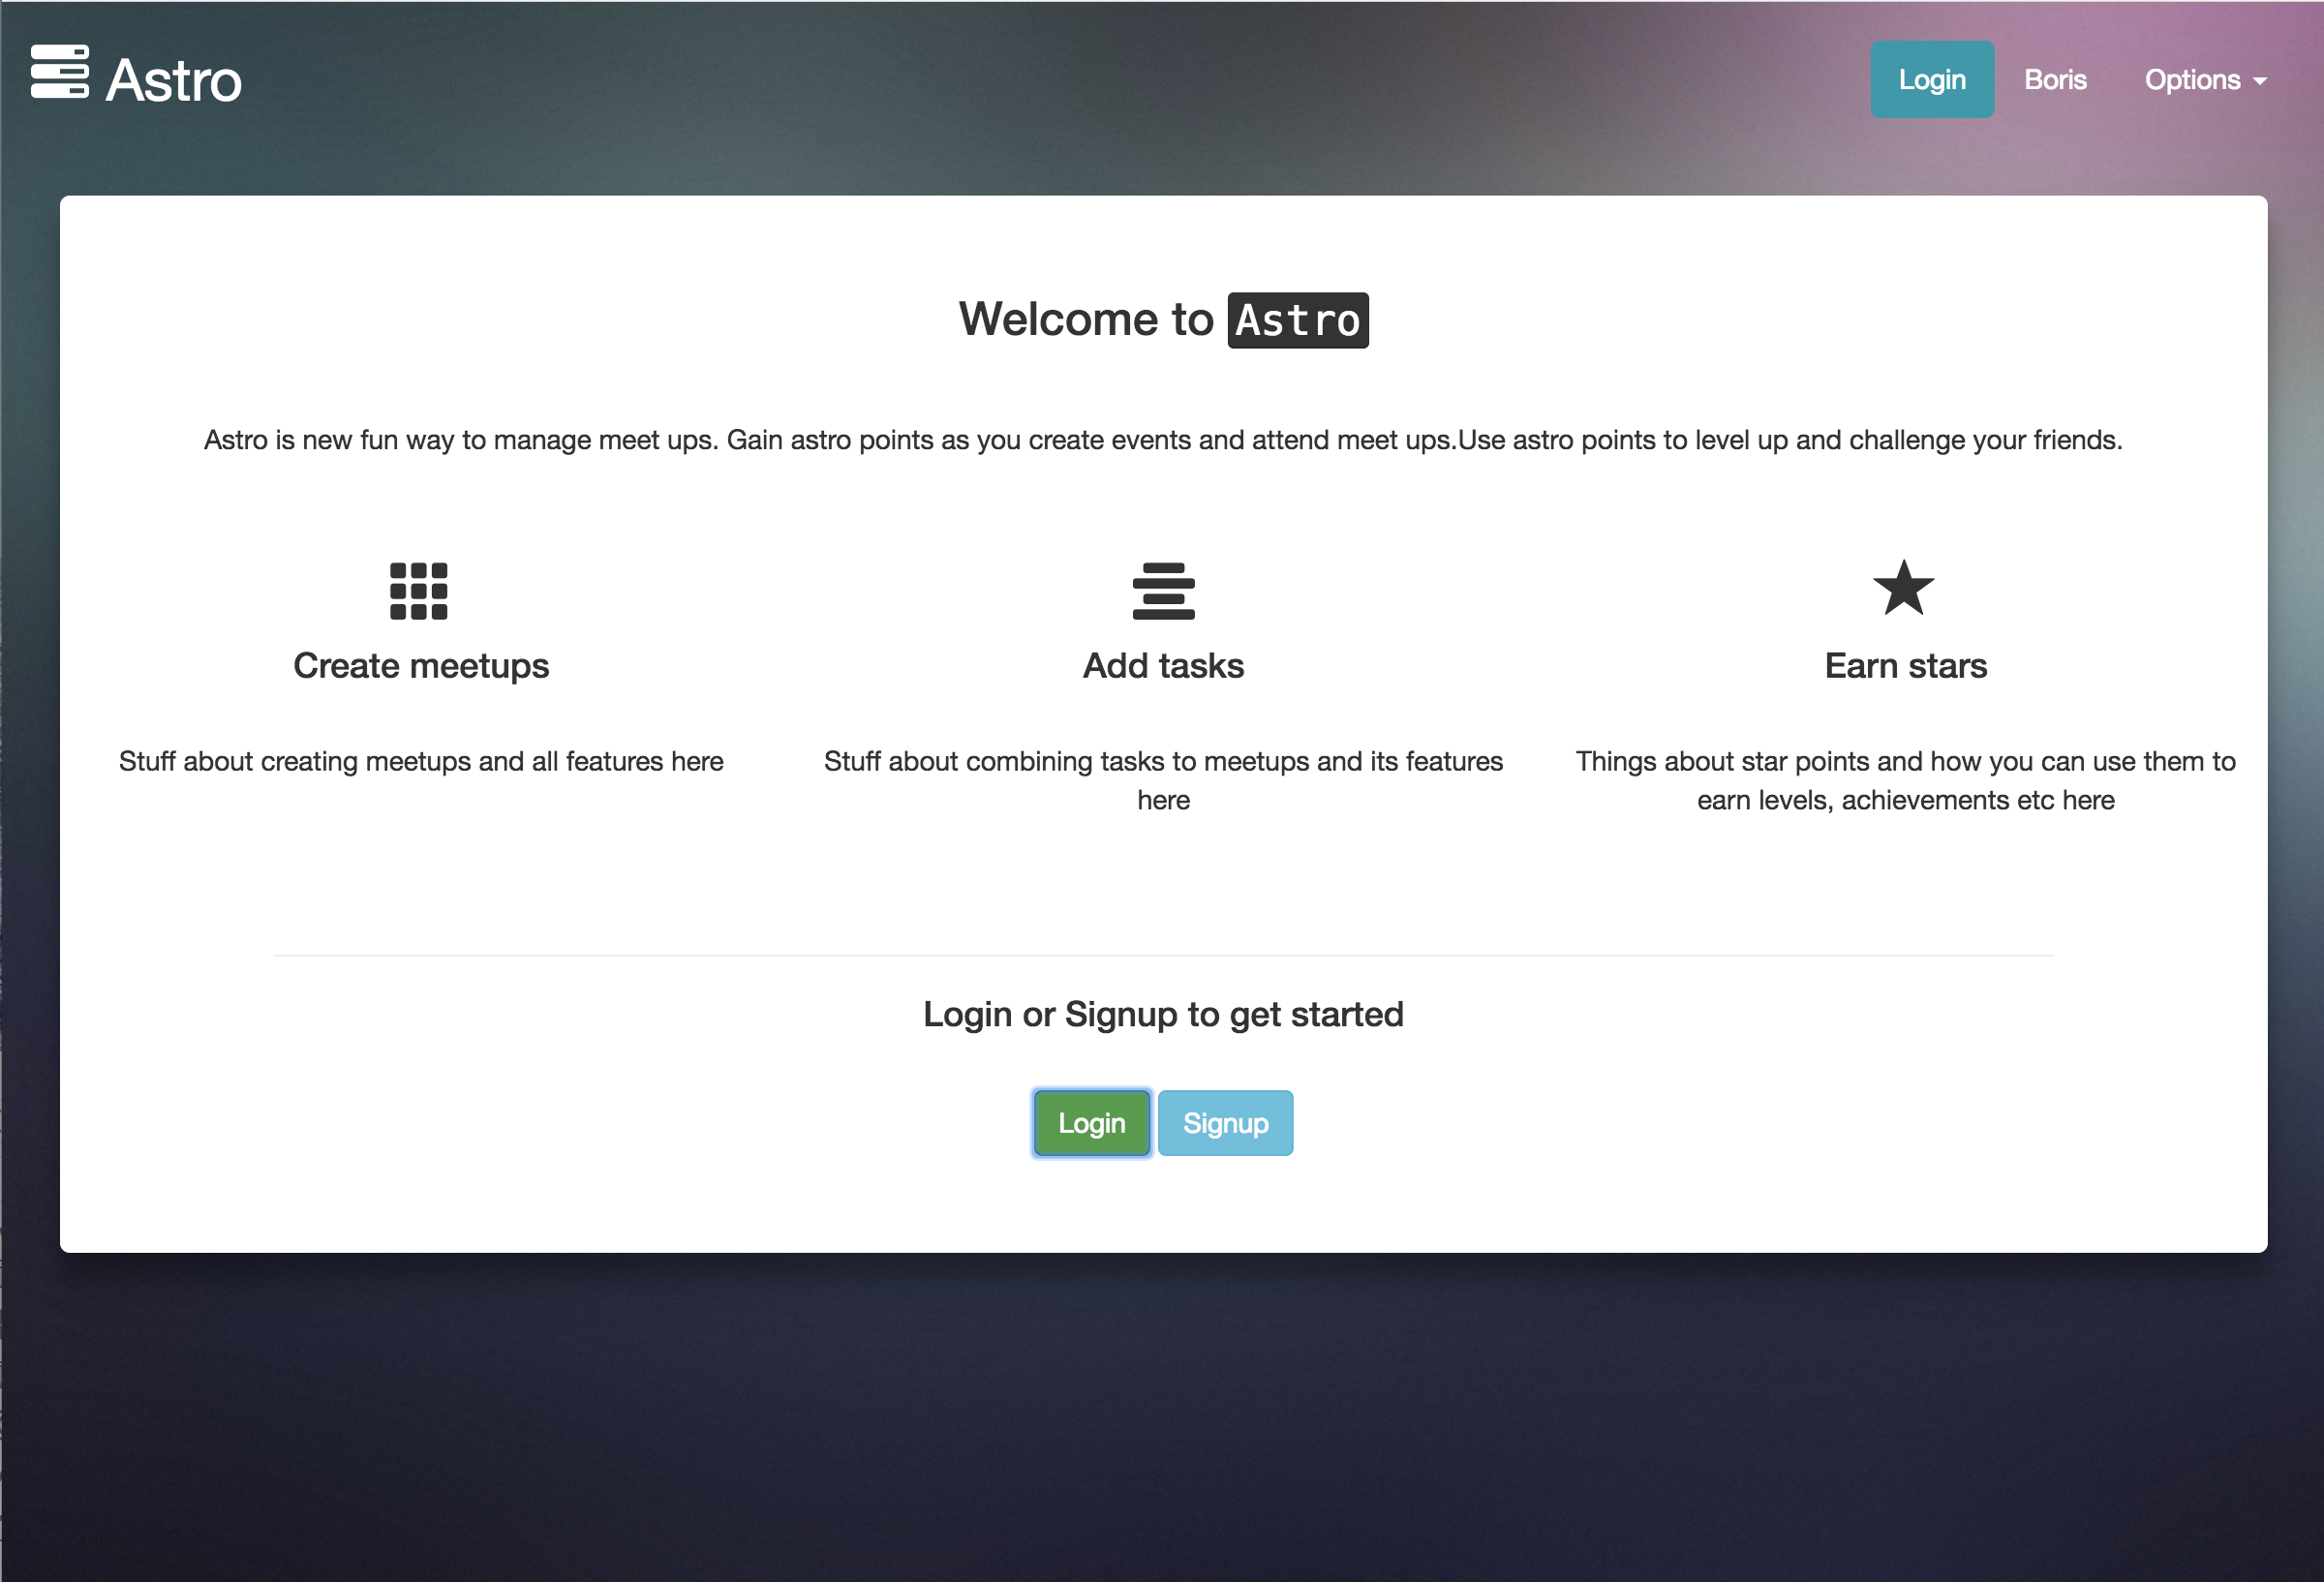 Astro
Login Boris Options
Welcome to Astro
Astro is new fun way to manage meet ups. Gain astro points as you create events and attend meet ups.Use astro points to level up and challenge your friends.
Create meetups
Stuff about creating meetups and all features here
Add tasks
Stuff about combining tasks to meetups and its features
here
Earn stars
Things about star points and how you can use them to
earn levels, achievements etc here
Login or Signup to get started
Login Signup